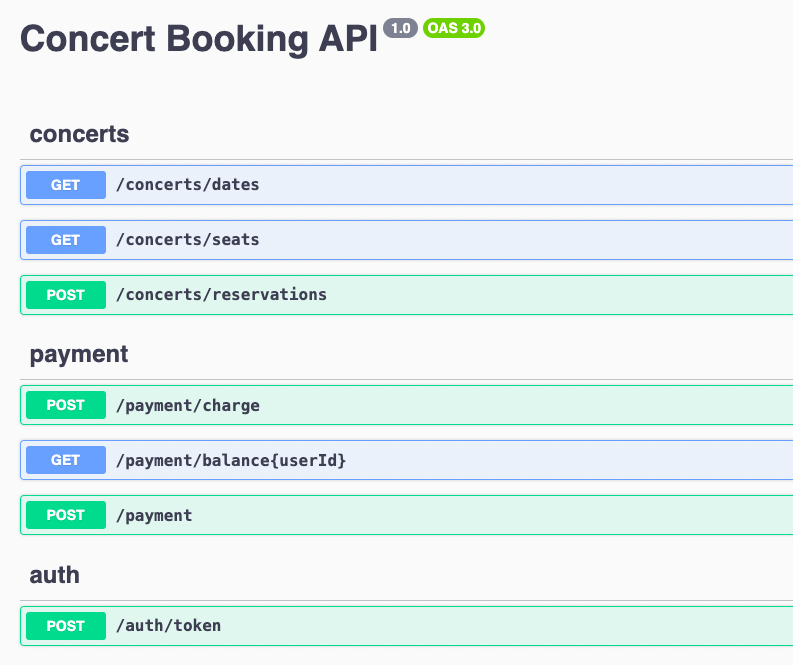 Concert Booking API 1.0 OAS 3.0
concerts
GET /concerts/dates
GET /concerts/seats
POST /concerts/reservations
payment
POST /payment/charge
GET /payment/balance{userId}
POST /payment
auth
POST /auth/token